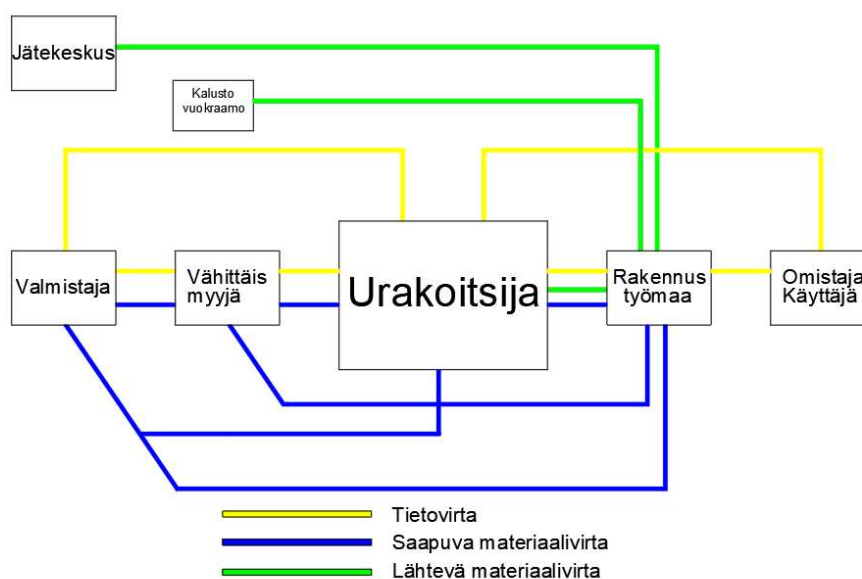 Jätekeskus
Kalusto
vuokraamo
Valmistaja
Vähittäis
myyjä
Urakoitsija
Rakennus
työmaa
Omistaja
Käyttäjä
Tietovirta
Saapuva materiaalivirta
Lähtevä materiaalivirta